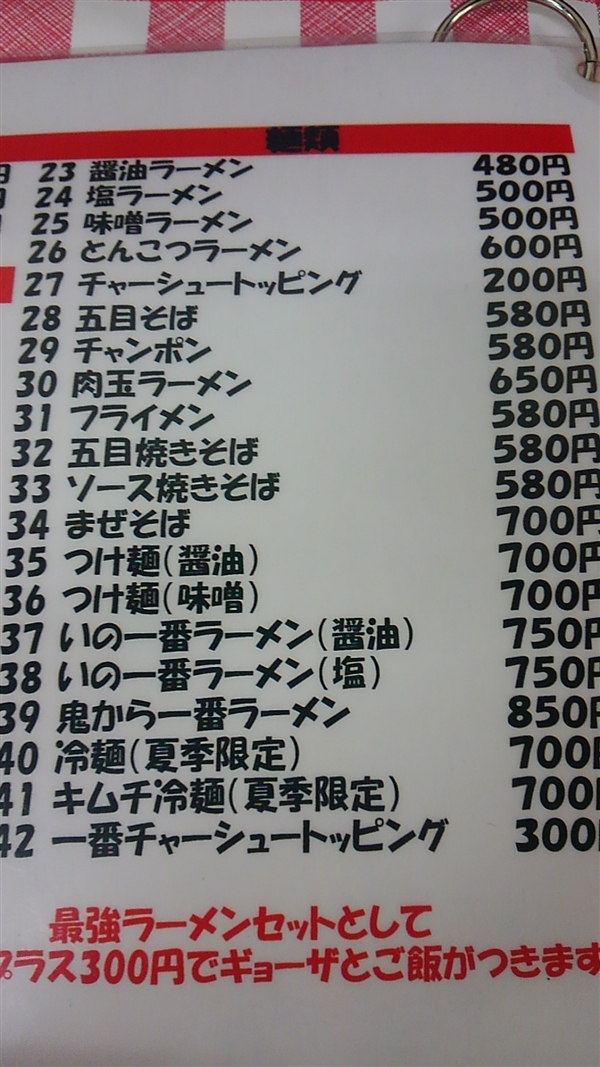 麺類
23 醤油ラーメン 480円
24 塩ラーメン 500円
25 味噌ラーメン 500円
26 とんこつラーメン 600円
27 チャーシュートッピング 200円
28 五目そば 580円
29 チャンポン 580円
30 肉玉ラーメン 650円
31 フライメン 580円
32 五目焼きそば 580円
33 ソース焼きそば 580円
34 まぜそば 700円
35 つけ麺(醤油) 700円
36 つけ麺(味噌) 700円
37 いの一番ラーメン(醤油) 750円
38 いの一番ラーメン(塩) 750円
39 鬼から一番ラーメン 850円
40 冷麺(夏季限定) 700円
41 キムチ冷麺(夏季限定) 700円
42 一番チャーシュートッピング 300
最強ラーメンセットとして
プラス300円でギョーザとご飯がつきます